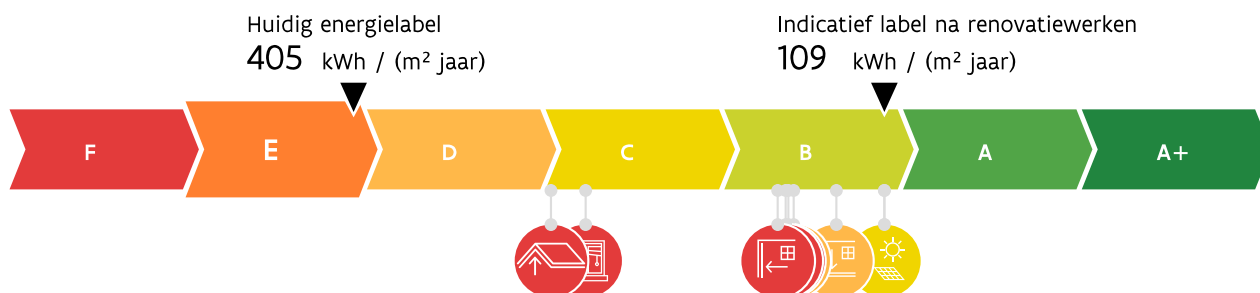 Huidig energielabel
405 kWh / (m² jaar)
Indicatief label na renovatiewerken
109 kWh / (m² jaar)
F E D C B A A+